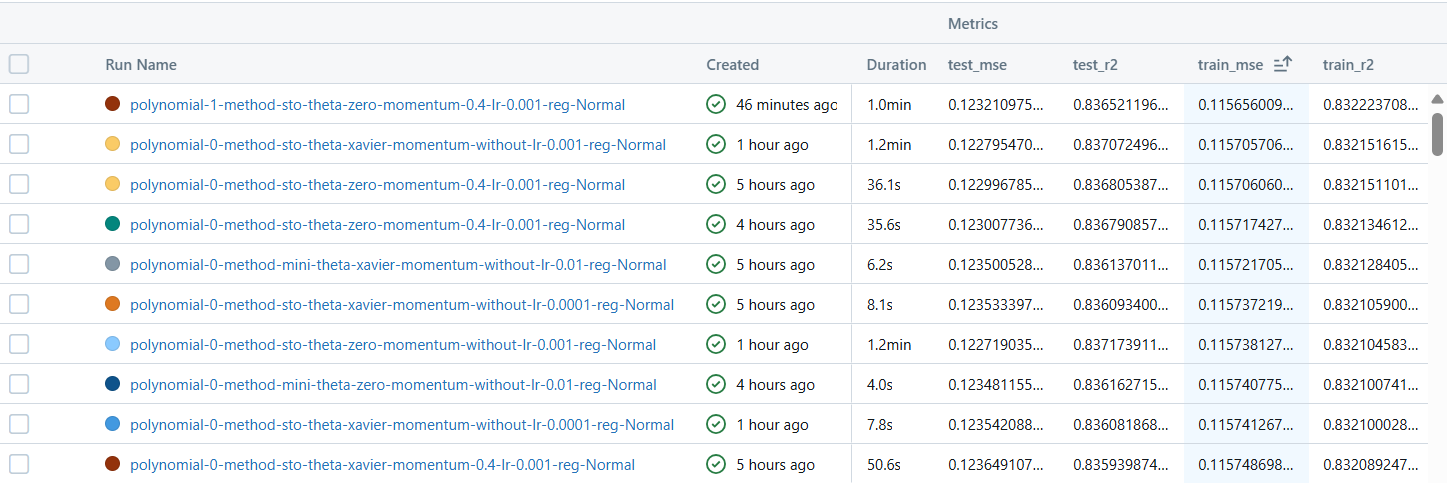 Metrics
Run Name Created Duration test_mse test_r2 train_mse train_r2
polynomial-1-method-sto-theta-zero-momentum-0.4-lr-0.001-reg-Normal 46 minutes ago 1.0min 0.123210975... 0.836521196... 0.115656009... 0.832223708...
polynomial-0-method-sto-theta-xavier-momentum-without-lr-0.001-reg-Normal 1 hour ago 1.2min 0.122795470... 0.837072496... 0.115705706... 0.832151615...
polynomial-0-method-sto-theta-zero-momentum-0.4-lr-0.001-reg-Normal 5 hours ago 36.1s 0.122996785... 0.836805387... 0.115706060... 0.832151101...
polynomial-0-method-sto-theta-zero-momentum-0.4-lr-0.001-reg-Normal 4 hours ago 35.6s 0.123007736... 0.836790857... 0.115717427... 0.832134612...
polynomial-0-method-mini-theta-xavier-momentum-without-lr-0.01-reg-Normal 5 hours ago 6.2s 0.123500528... 0.836137011... 0.115721705... 0.832128405...
polynomial-0-method-sto-theta-xavier-momentum-without-lr-0.0001-reg-Normal 5 hours ago 8.1s 0.123533397... 0.836093400... 0.115737219... 0.832105900...
polynomial-0-method-sto-theta-zero-momentum-without-lr-0.001-reg-Normal 1 hour ago 1.2min 0.122719035... 0.837173911... 0.115738127... 0.832104583...
polynomial-0-method-mini-theta-zero-momentum-without-lr-0.01-reg-Normal 4 hours ago 4.0s 0.123481155... 0.836162715... 0.115740775... 0.832100741...
polynomial-0-method-sto-theta-xavier-momentum-without-lr-0.0001-reg-Normal 1 hour ago 7.8s 0.123542088... 0.836081868... 0.115741267... 0.832100028...
polynomial-0-method-sto-theta-xavier-momentum-0.4-lr-0.001-reg-Normal 5 hours ago 50.6s 0.123649107... 0.835939874... 0.115748698... 0.832089247...